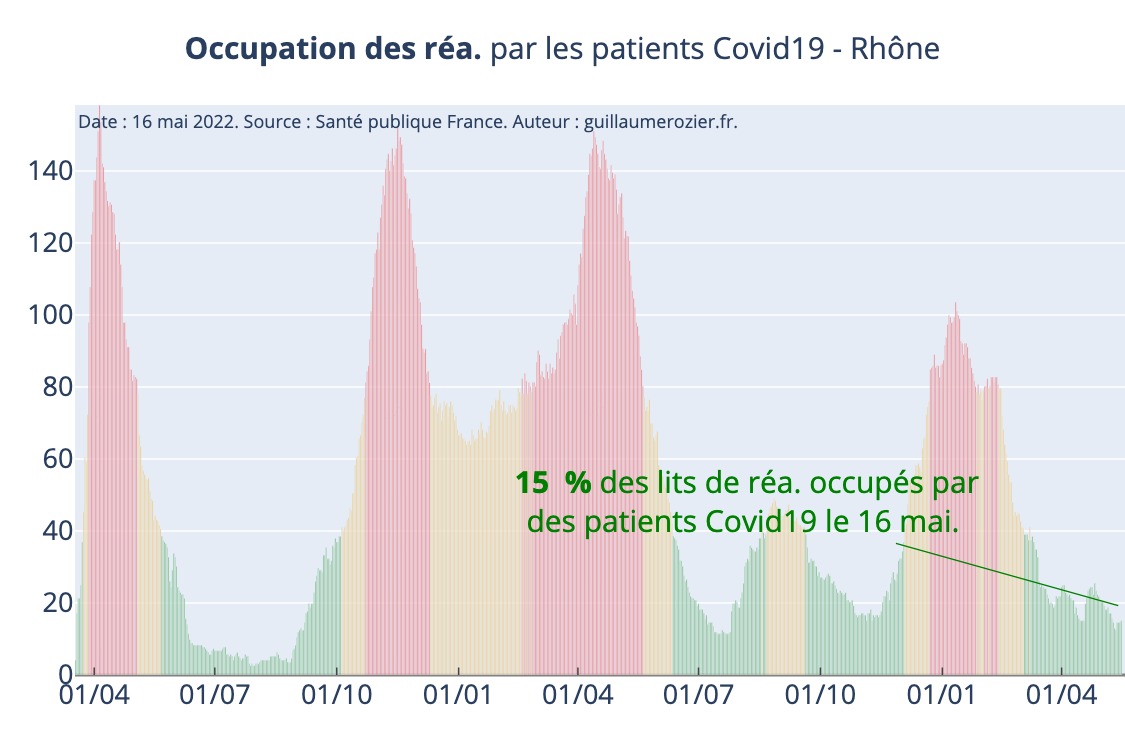 Occupation des réa. par les patients Covid19 - Rhône
Date : 16 mai 2022. Source : Santé publique France. Auteur : guillaumerozier.fr.
140
120
100
80
60
15  % des lits de réa. occupés par
des patients Covid19 le 16 mai.
40
20
0
01/04 01/07 01/10 01/01 01/04 01/07 01/10 01/01 01/04